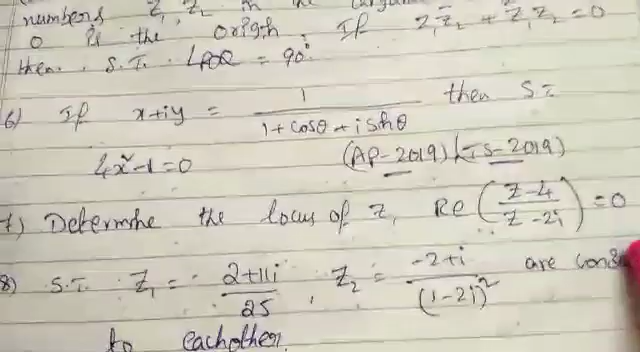 numbers Z₁, Z₂ in the
O is the origin, If Z₁Z̄₂ + Z̄₁Z₂ = 0
then S.T. ∠POQ = 90°
6) If x+iy = 1/(1+cosθ+isinθ) then S.T
4x²-1=0 (AP-2019) (TS-2019)
7) Determine the locus of z, Re((z-4)/(z-2i)) = 0
8) S.T. Z₁ = (2+11i)/25, Z₂ = (-2+i)/(1-2i)² are
to eachother.